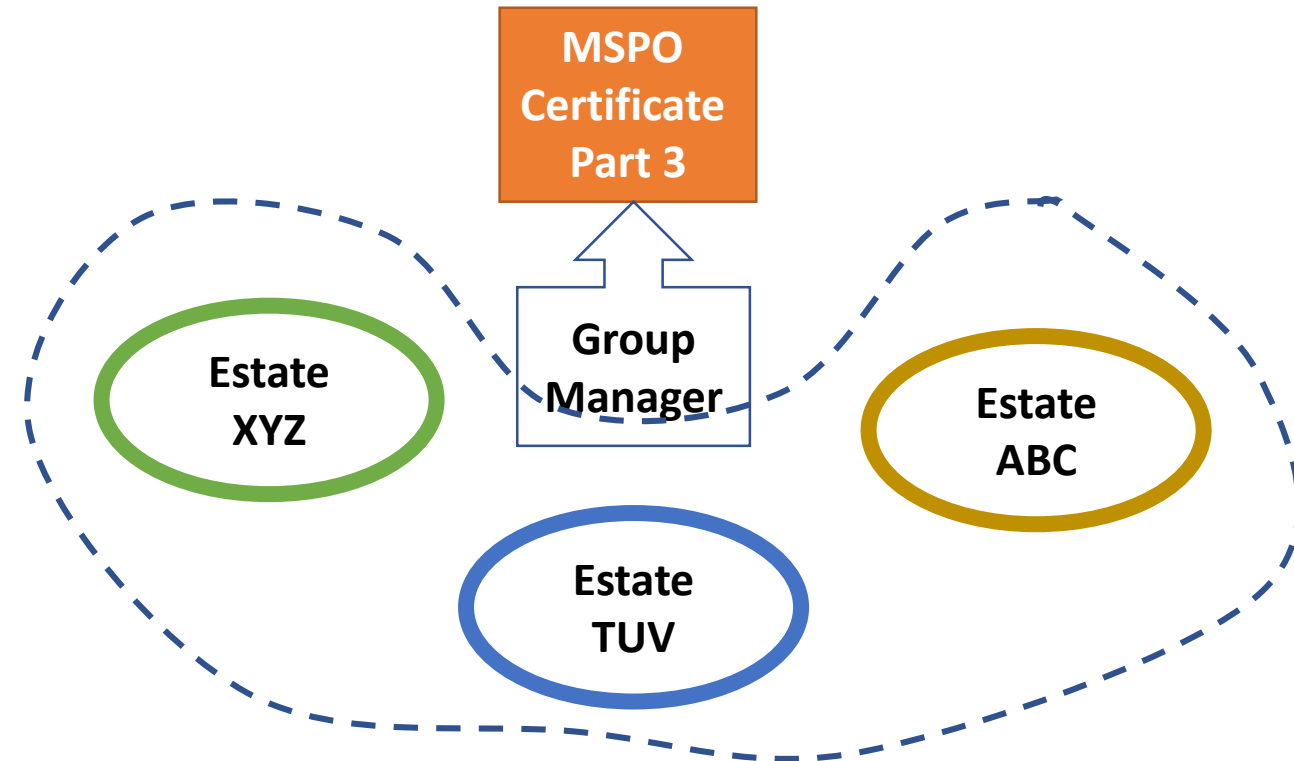 MSPO
Certificate
Part 3
Group
Manager
Estate
XYZ
Estate
ABC
Estate
TUV